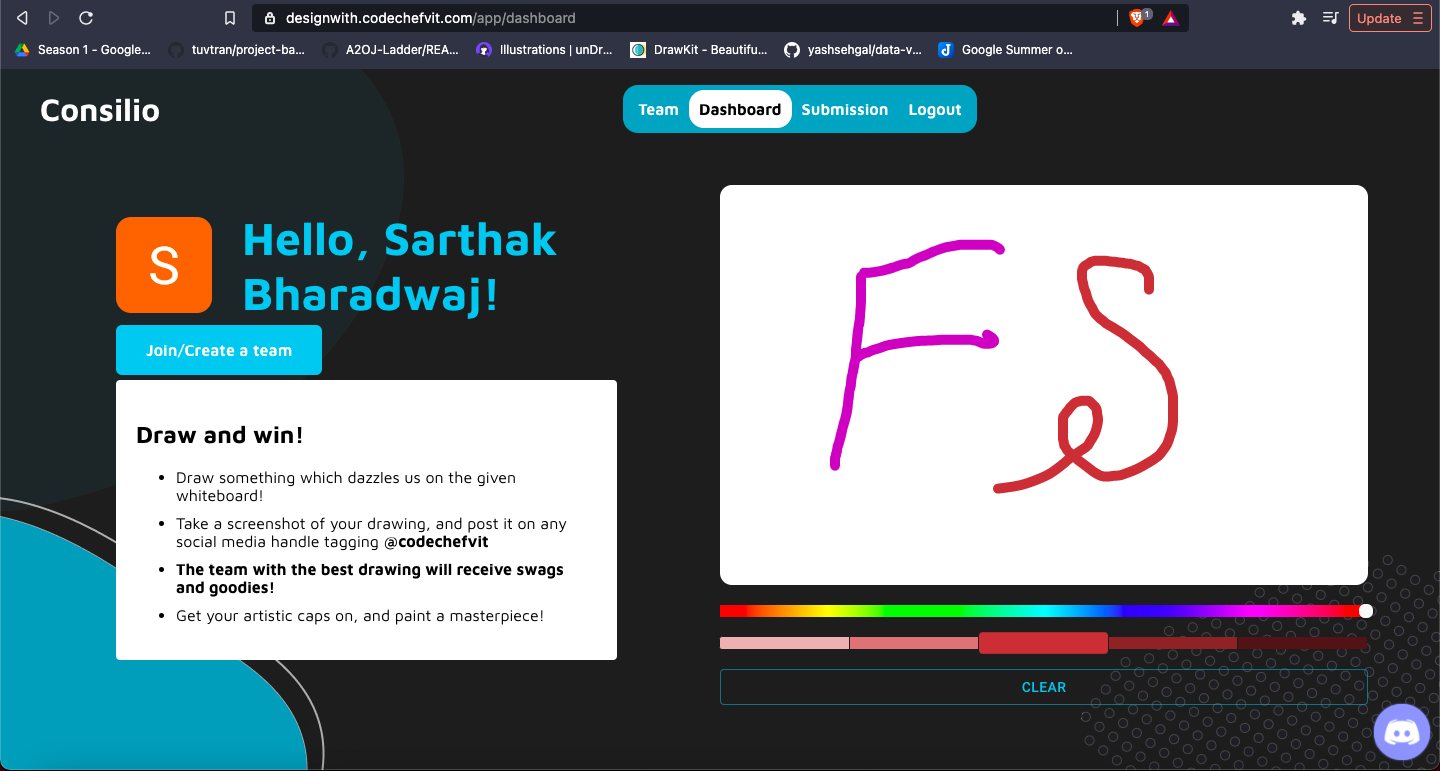 designwith.codechefvit.com/app/dashboard
1
Update
Season 1 - Google...
tuvtran/project-ba...
A2OJ-Ladder/REA...
Illustrations | unDr...
DrawKit - Beautifu...
yashsehgal/data-v...
Google Summer o...
Consilio
Team
Dashboard
Submission
Logout
S
Hello, Sarthak
Bharadwaj!
Join/Create a team
Draw and win!
• Draw something which dazzles us on the given
whiteboard!
• Take a screenshot of your drawing, and post it on any
social media handle tagging @codechefvit
• The team with the best drawing will receive swags
and goodies!
• Get your artistic caps on, and paint a masterpiece!
FS
CLEAR